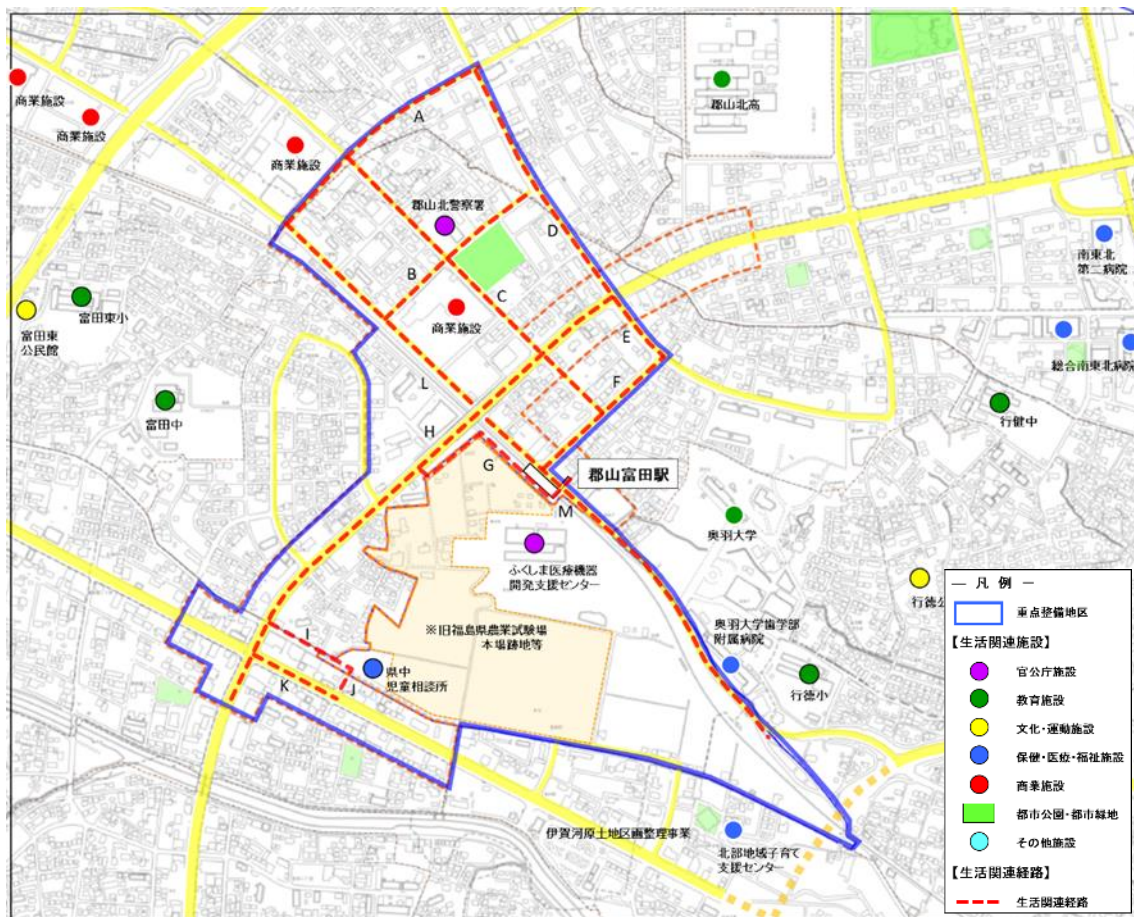 商業施設
商業施設
商業施設
A
郡山北高
郡山北警察署
D
B
C
商業施設
南東北
第二病院
富田東小
富田東
公民館
E
総合南東北病院
L
F
富田中
H
行健中
G
郡山富田駅
M
奥羽大学
ふくしま医療機器
開発支援センター
行徳公
※旧福島県農業試験場
本場跡地等
奥羽大学歯学部
附属病院
I
県中
児童相談所
K
J
行徳小
伊賀河原土地区画整理事業
北部地域子育て
支援センター
― 凡 例 ―
重点整備地区
【生活関連施設】
官公庁施設
教育施設
文化・運動施設
保健・医療・福祉施設
商業施設
都市公園・都市緑地
その他施設
【生活関連経路】
生活関連経路